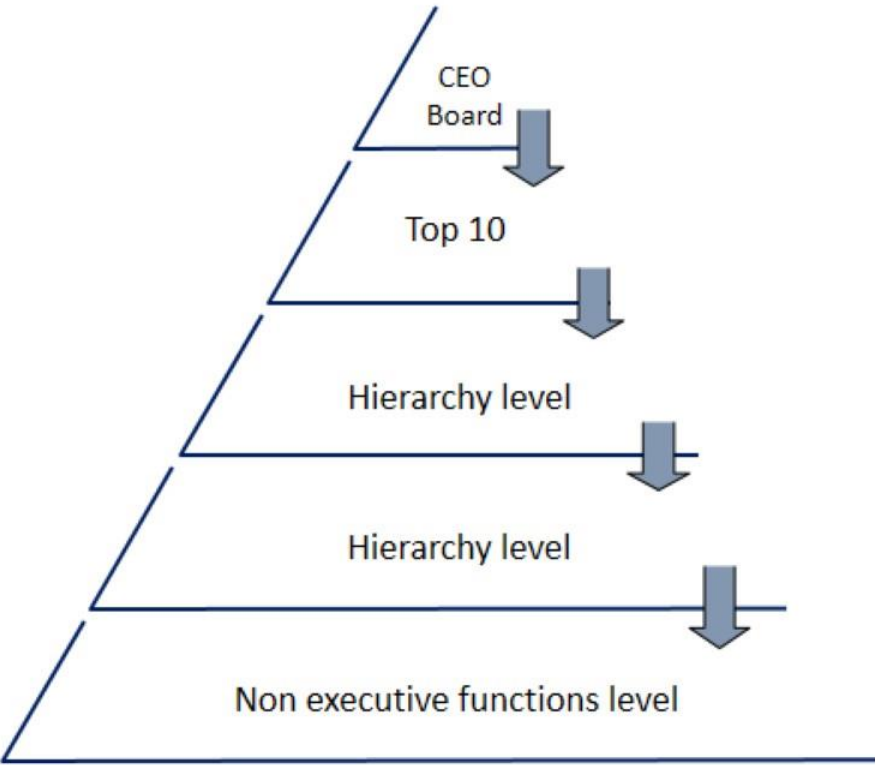 CEO
Board
Top 10
Hierarchy level
Hierarchy level
Non executive functions level